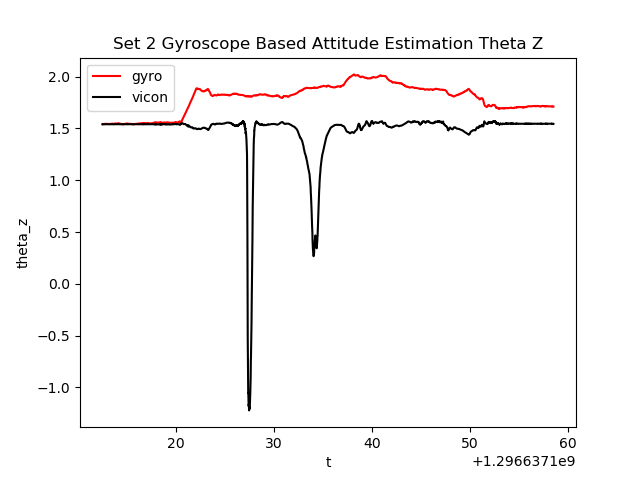 Set 2 Gyroscope Based Attitude Estimation Theta Z
gyro
vicon
2.0
1.5
1.0
0.5
0.0
−0.5
−1.0
theta_z
20 30 40 50 60
t
+1.2966371e9